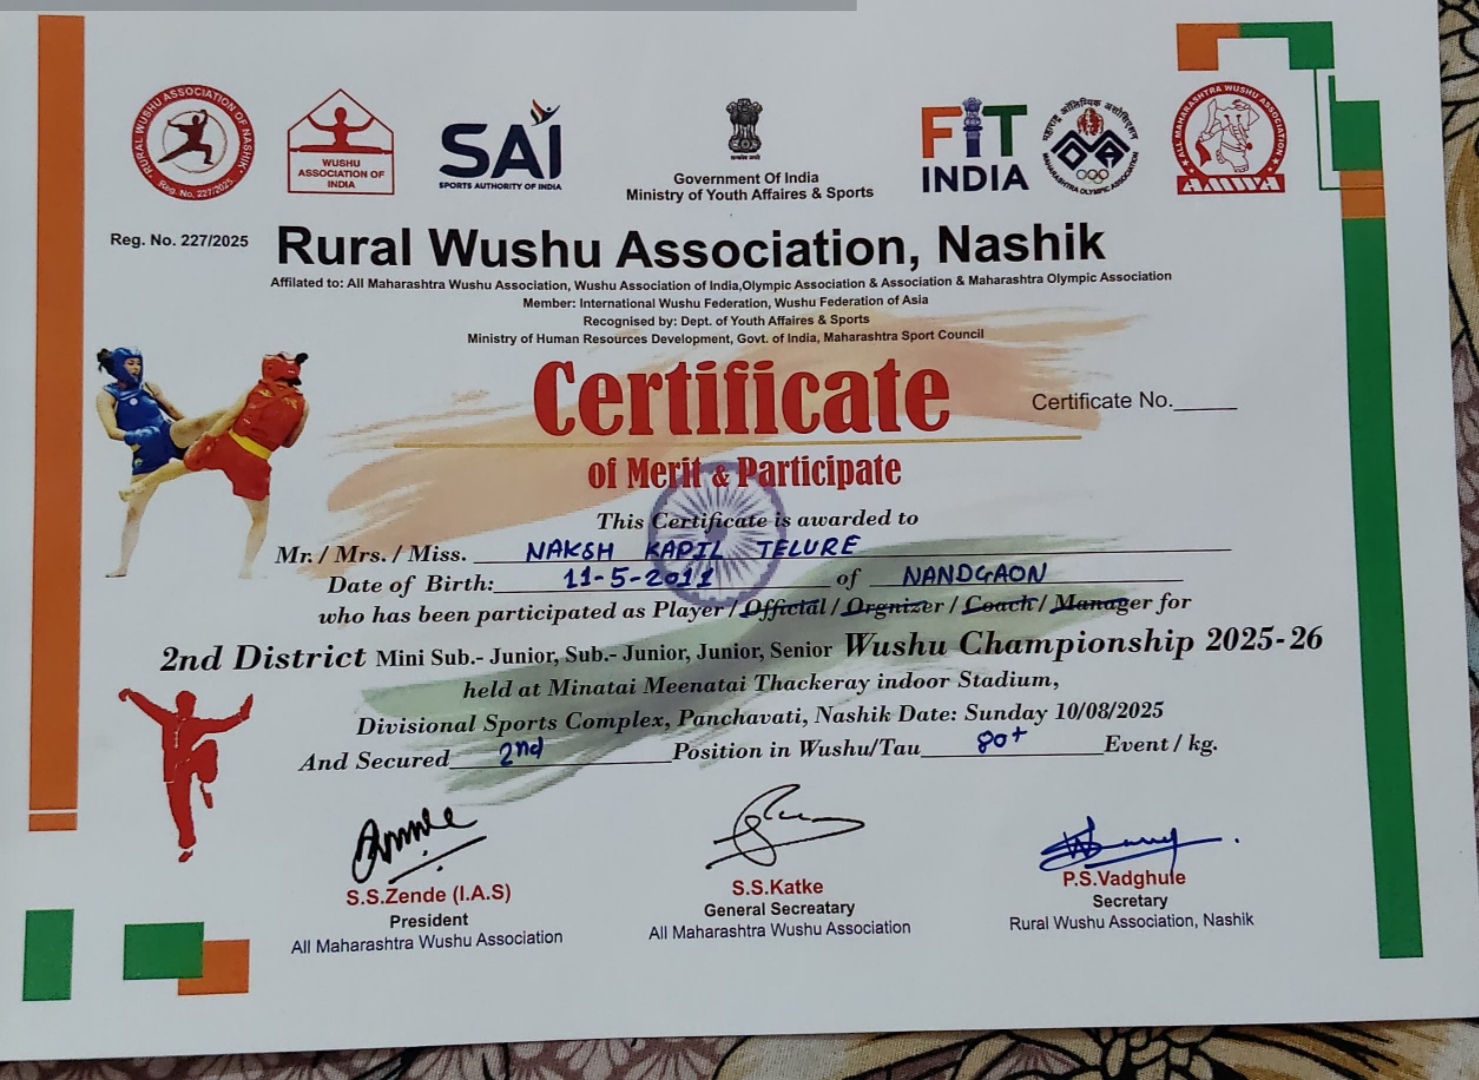 RURAL WUSHU ASSOCIATION OF NASHIK
Reg. No. 227/2025
WUSHU
ASSOCIATION OF
INDIA
SAI
SPORTS AUTHORITY OF INDIA
सत्यमेव जयते
Government Of India
Ministry of Youth Affaires & Sports
FIT
INDIA
महाराष्ट्र ऑलिंपिक असोसिएशन
MAHARASHTRA OLYMPIC ASSOCIATION
ALL MAHARASHTRA WUSHU ASSOCIATION
AMWA
Reg. No. 227/2025
Rural Wushu Association, Nashik
Affilated to: All Maharashtra Wushu Association, Wushu Association of India,Olympic Association & Association & Maharashtra Olympic Association
Member: International Wushu Federation, Wushu Federation of Asia
Recognised by: Dept. of Youth Affaires & Sports
Ministry of Human Resources Development, Govt. of India, Maharashtra Sport Council
Certificate
Certificate No.
of Merit & Participate
This Certificate is awarded to
Mr. / Mrs. / Miss. NAKSH KAPIL TELURE
Date of Birth: 11-5-2011 of NANDGAON
who has been participated as Player / Official / Orgnizer / Coach / Manager for
2nd District Mini Sub.- Junior, Sub.- Junior, Junior, Senior Wushu Championship 2025-26
held at Minatai Meenatai Thackeray indoor Stadium,
Divisional Sports Complex, Panchavati, Nashik Date: Sunday 10/08/2025
And Secured 2nd Position in Wushu/Tau 80+ Event / kg.
S.S.Zende (I.A.S)
President
All Maharashtra Wushu Association
S.S.Katke
General Secreatary
All Maharashtra Wushu Association
P.S.Vadghule
Secretary
Rural Wushu Association, Nashik